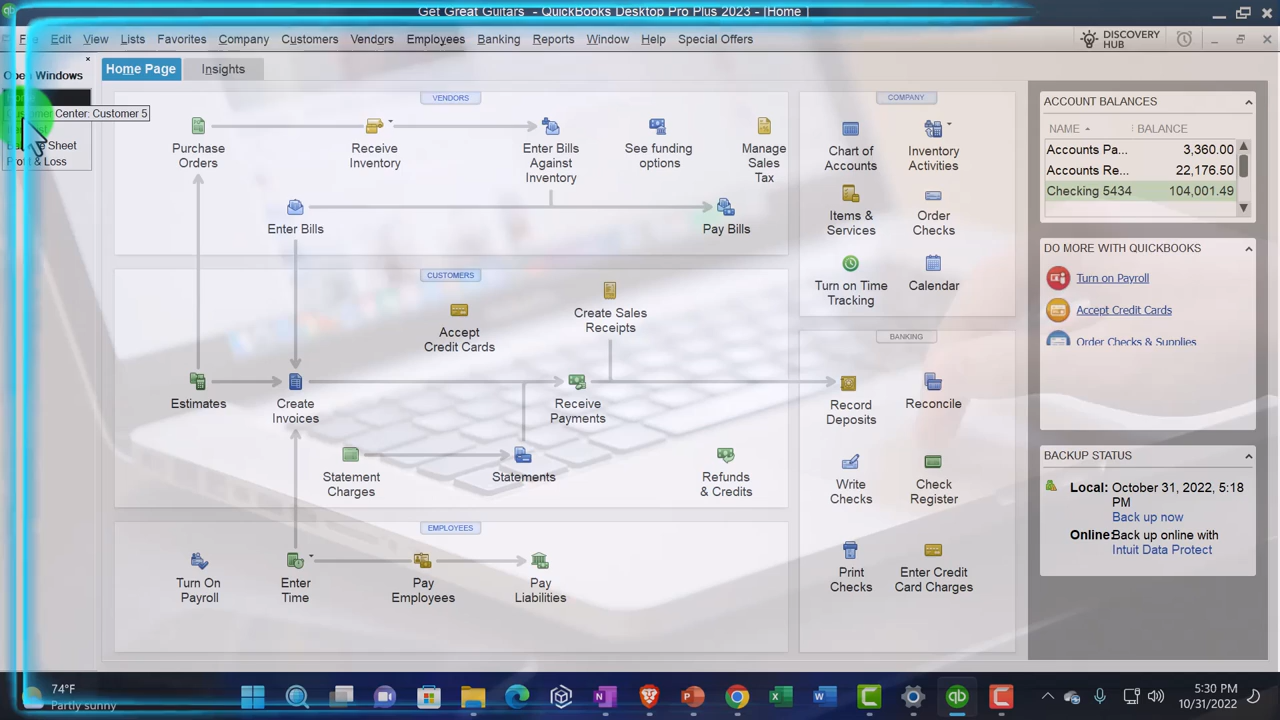 Get Great Guitars - QuickBooks Desktop Pro Plus 2023 - [Home ]
Edit View Lists Favorites Company Customers Vendors Employees Banking Reports Window Help Special Offers
DISCOVERY HUB
Open Windows
Home Page
Insights
Center: Customer 5
Sheet
Loss
VENDORS
Purchase Orders
Receive Inventory
Enter Bills Against Inventory
See funding options
Manage Sales Tax
Enter Bills
Pay Bills
CUSTOMERS
Accept Credit Cards
Create Sales Receipts
Estimates
Create Invoices
Receive Payments
Statement Charges
Statements
Refunds & Credits
EMPLOYEES
Turn On Payroll
Enter Time
Pay Employees
Pay Liabilities
COMPANY
Chart of Accounts
Inventory Activities
Items & Services
Order Checks
Turn on Time Tracking
Calendar
BANKING
Record Deposits
Reconcile
Write Checks
Check Register
Print Checks
Enter Credit Card Charges
ACCOUNT BALANCES
NAME BALANCE
Accounts Pa... 3,360.00
Accounts Re... 22,176.50
Checking 5434 104,001.49
DO MORE WITH QUICKBOOKS
Turn on Payroll
Accept Credit Cards
Order Checks & Supplies
BACKUP STATUS
Local: October 31, 2022, 5:18 PM
Back up now
Online: Back up online with
Intuit Data Protect
74°F
Partly sunny
5:30 PM
10/31/2022